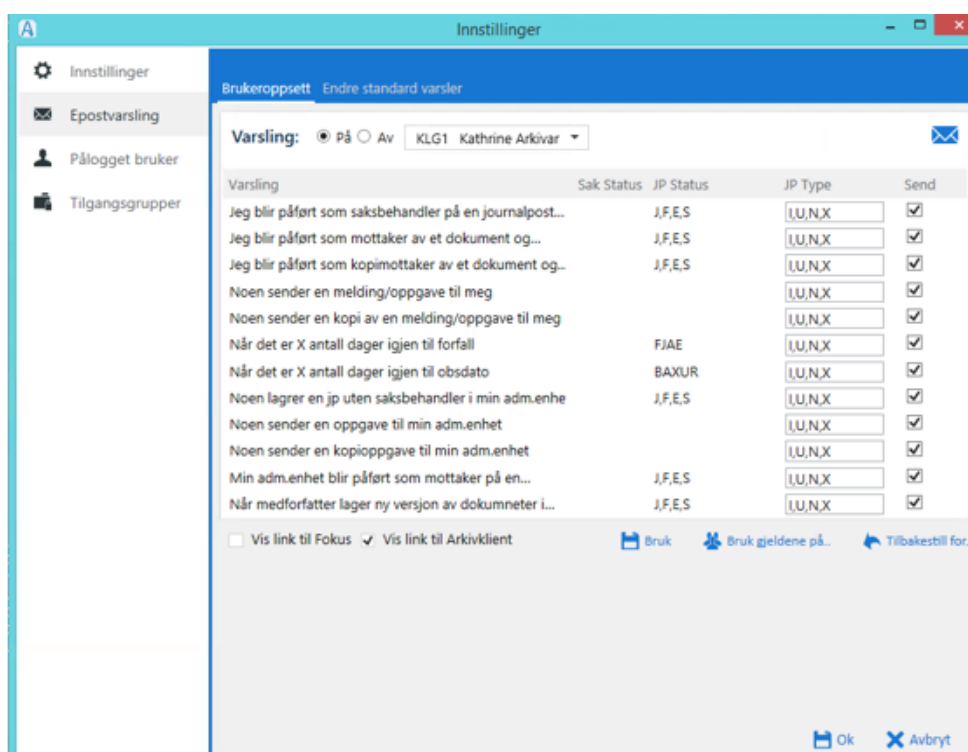 A
Innstillinger
Innstillinger
Epostvarsling
Pålogget bruker
Tilgangsgrupper
Brukeroppsett Endre standard varsler
Varsling: På Av KLG1 Kathrine Arkivar
Varsling Sak Status JP Status JP Type Send
Jeg blir påført som saksbehandler på en journalpost... J,F,E,S I,U,N,X
Jeg blir påført som mottaker av et dokument og... J,F,E,S I,U,N,X
Jeg blir påført som kopimottaker av et dokument og... J,F,E,S I,U,N,X
Noen sender en melding/oppgave til meg I,U,N,X
Noen sender en kopi av en melding/oppgave til meg I,U,N,X
Når det er X antall dager igjen til forfall FJAE I,U,N,X
Når det er X antall dager igjen til obsdato BAXUR I,U,N,X
Noen lagrer en jp uten saksbehandler i min adm.enhe J,F,E,S I,U,N,X
Noen sender en oppgave til min adm.enhet I,U,N,X
Noen sender en kopioppgave til min adm.enhet I,U,N,X
Min adm.enhet blir påført som mottaker på en... J,F,E,S I,U,N,X
Når medforfatter lager ny versjon av dokumneter i... J,F,E,S I,U,N,X
Vis link til Fokus Vis link til Arkivklient Bruk Bruk gjeldene på... Tilbakestill for.
Ok Avbryt